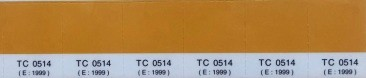 TC 0514 TC 0514 TC 0514 TC 0514 TC 0514 TC 0514
( E : 1999 ) ( E : 1999 ) ( E : 1999 ) ( E : 1999 ) ( E : 1999 ) ( E : 1999 )